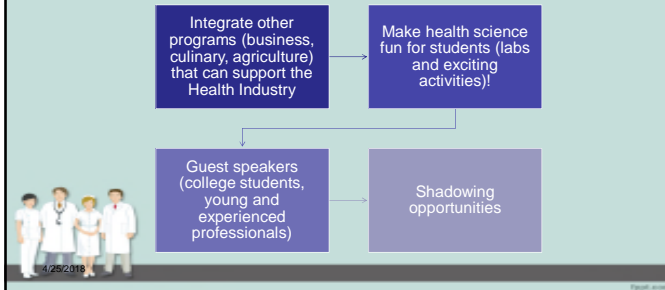 Integrate other
programs (business,
culinary, agriculture)
that can support the
Health Industry
Make health science
fun for students (labs
and exciting
activities)!
Guest speakers
(college students,
young and
experienced
professionals)
Shadowing
opportunities
4/25/2018